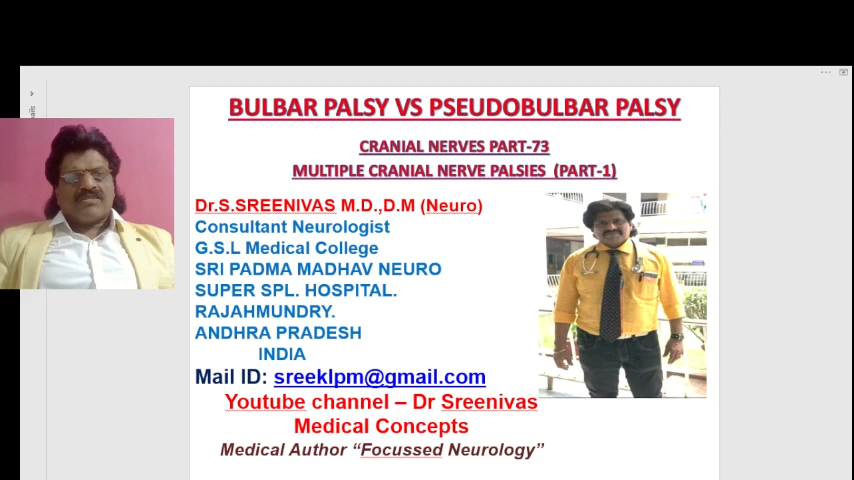 BULBAR PALSY VS PSEUDOBULBAR PALSY
CRANIAL NERVES PART-73
MULTIPLE CRANIAL NERVE PALSIES (PART-1)
Dr.S.SREENIVAS M.D.,D.M (Neuro)
Consultant Neurologist
G.S.L Medical College
SRI PADMA MADHAV NEURO
SUPER SPL. HOSPITAL.
RAJAHMUNDRY.
ANDHRA PRADESH
INDIA
Mail ID: sreeklpm@gmail.com
Youtube channel – Dr Sreenivas
Medical Concepts
Medical Author “Focussed Neurology”